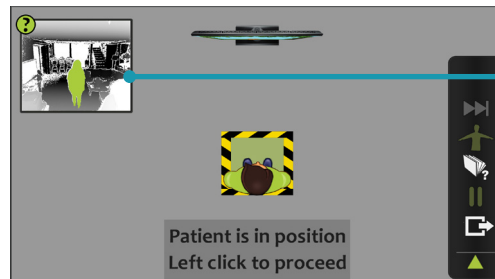 ?
?
Patient is in position
Left click to proceed